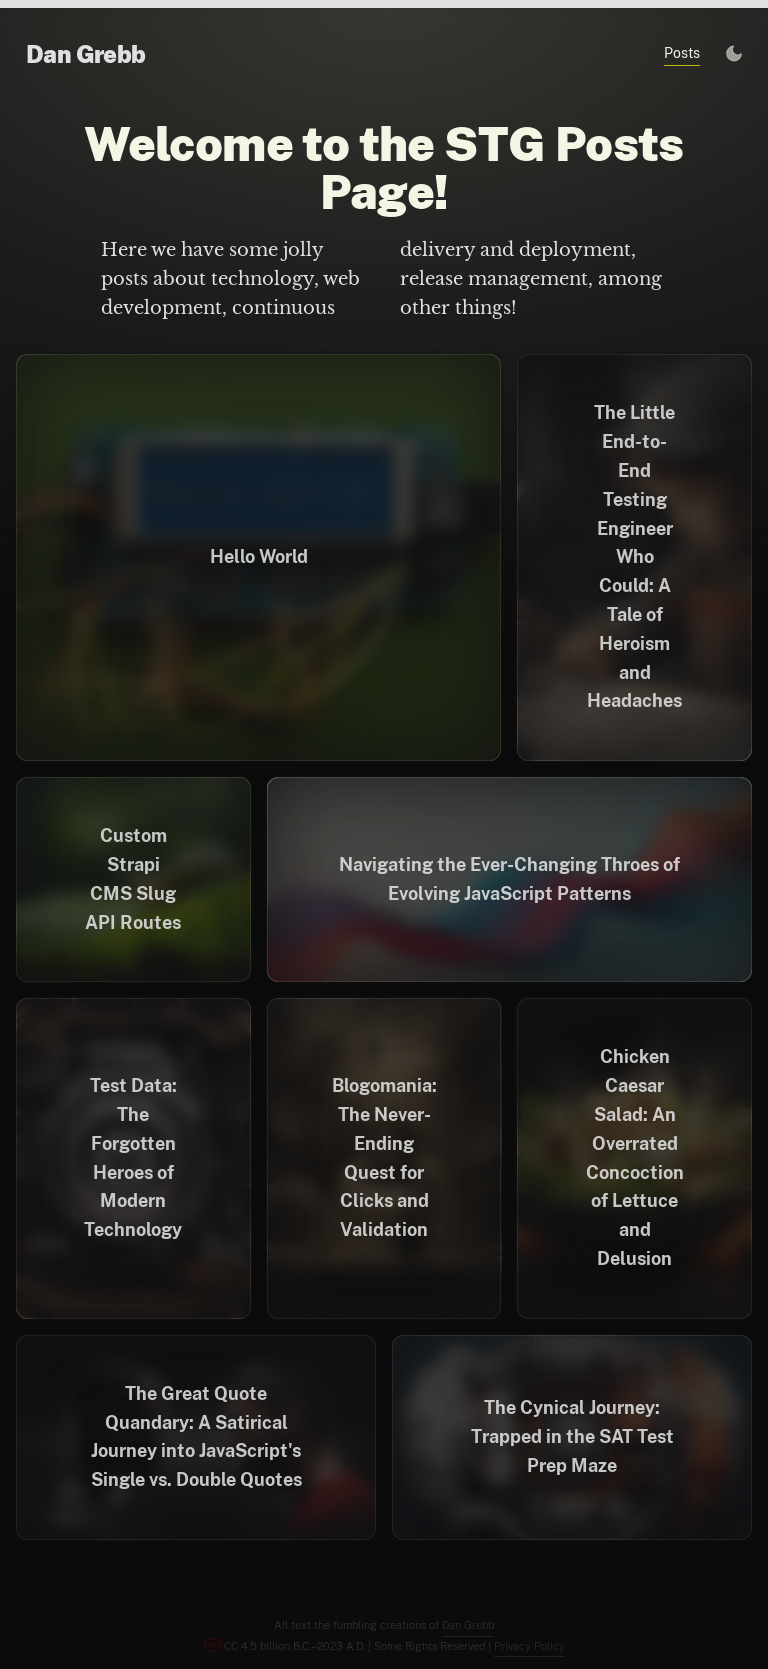 Dan Grebb
Posts
Welcome to the STG Posts
Page!
Here we have some jolly
posts about technology, web
development, continuous
delivery and deployment,
release management, among
other things!
Hello World
The Little
End-to-
End
Testing
Engineer
Who
Could: A
Tale of
Heroism
and
Headaches
Custom
Strapi
CMS Slug
API Routes
Navigating the Ever-Changing Throes of
Evolving JavaScript Patterns
Test Data:
The
Forgotten
Heroes of
Modern
Technology
Blogomania:
The Never-
Ending
Quest for
Clicks and
Validation
Chicken
Caesar
Salad: An
Overrated
Concoction
of Lettuce
and
Delusion
The Great Quote
Quandary: A Satirical
Journey into JavaScript's
Single vs. Double Quotes
The Cynical Journey:
Trapped in the SAT Test
Prep Maze
All text the fumbling creations of Dan Grebb
CC 4.5 billion B.C.–2023 A.D. | Some Rights Reserved | Privacy Policy